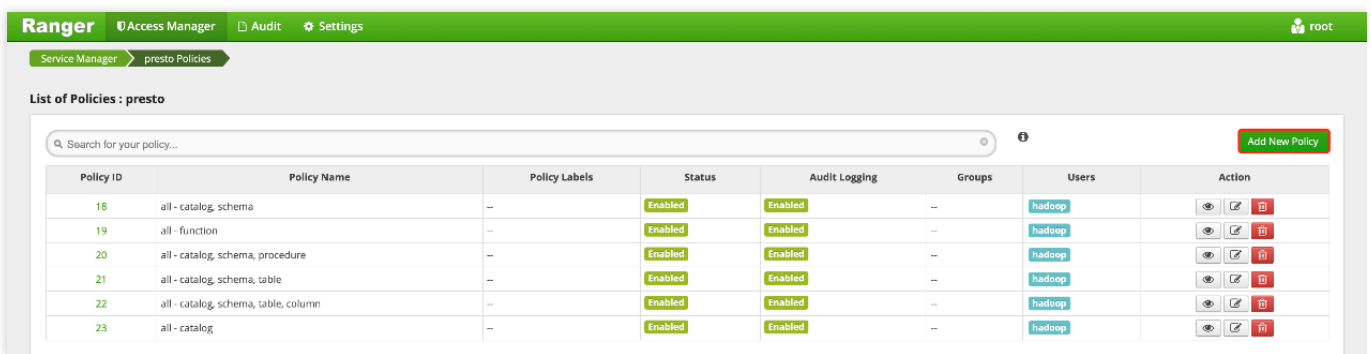 Ranger Access Manager Audit Settings root
Service Manager presto Policies
List of Policies : presto
Search for your policy... Add New Policy
Policy ID Policy Name Policy Labels Status Audit Logging Groups Users Action
18 all - catalog, schema -- Enabled Enabled -- hadoop
19 all - function -- Enabled Enabled -- hadoop
20 all - catalog, schema, procedure -- Enabled Enabled -- hadoop
21 all - catalog, schema, table -- Enabled Enabled -- hadoop
22 all - catalog, schema, table, column -- Enabled Enabled -- hadoop
23 all - catalog -- Enabled Enabled -- hadoop